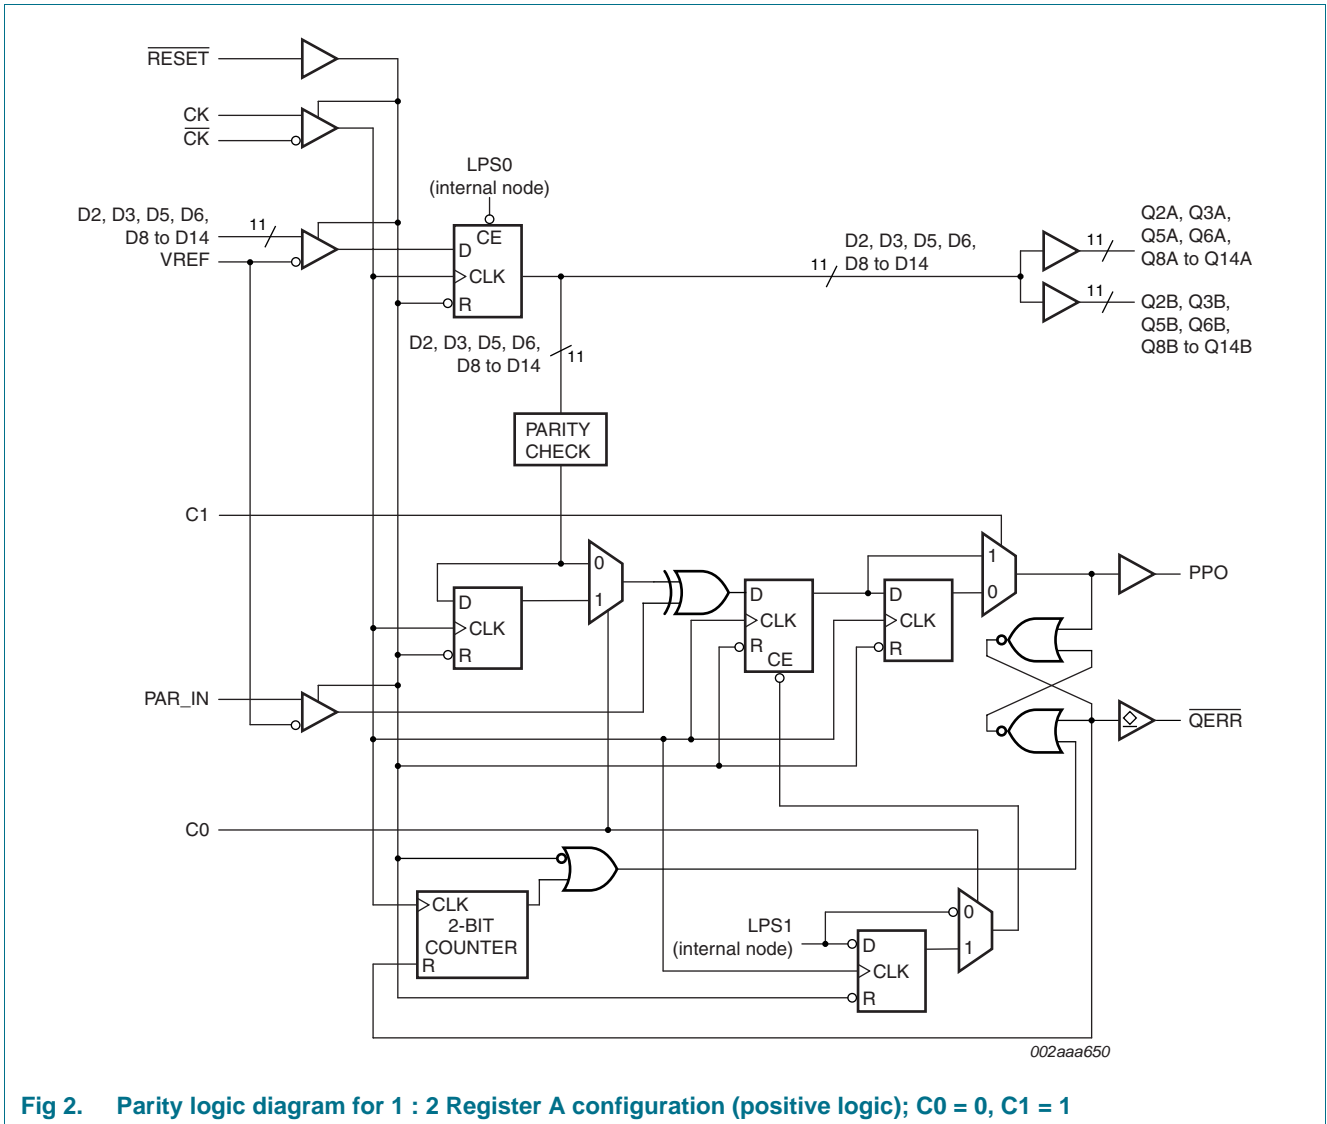 RESET
CK
CK
LPS0
(internal node)
D2, D3, D5, D6,
D8 to D14
11
VREF
CE
D
CLK
R
D2, D3, D5, D6,
D8 to D14
11
11
Q2A, Q3A,
Q5A, Q6A,
Q8A to Q14A
11
Q2B, Q3B,
Q5B, Q6B,
Q8B to Q14B
D2, D3, D5, D6,
D8 to D14
11
PARITY
CHECK
C1
0
1
D
CLK
R
D
CLK
R
CE
D
CLK
R
1
0
PPO
PAR_IN
QERR
C0
CLK
2-BIT
COUNTER
R
LPS1
(internal node)
D
CLK
R
0
1
002aaa650
Fig 2. Parity logic diagram for 1 : 2 Register A configuration (positive logic); C0 = 0, C1 = 1